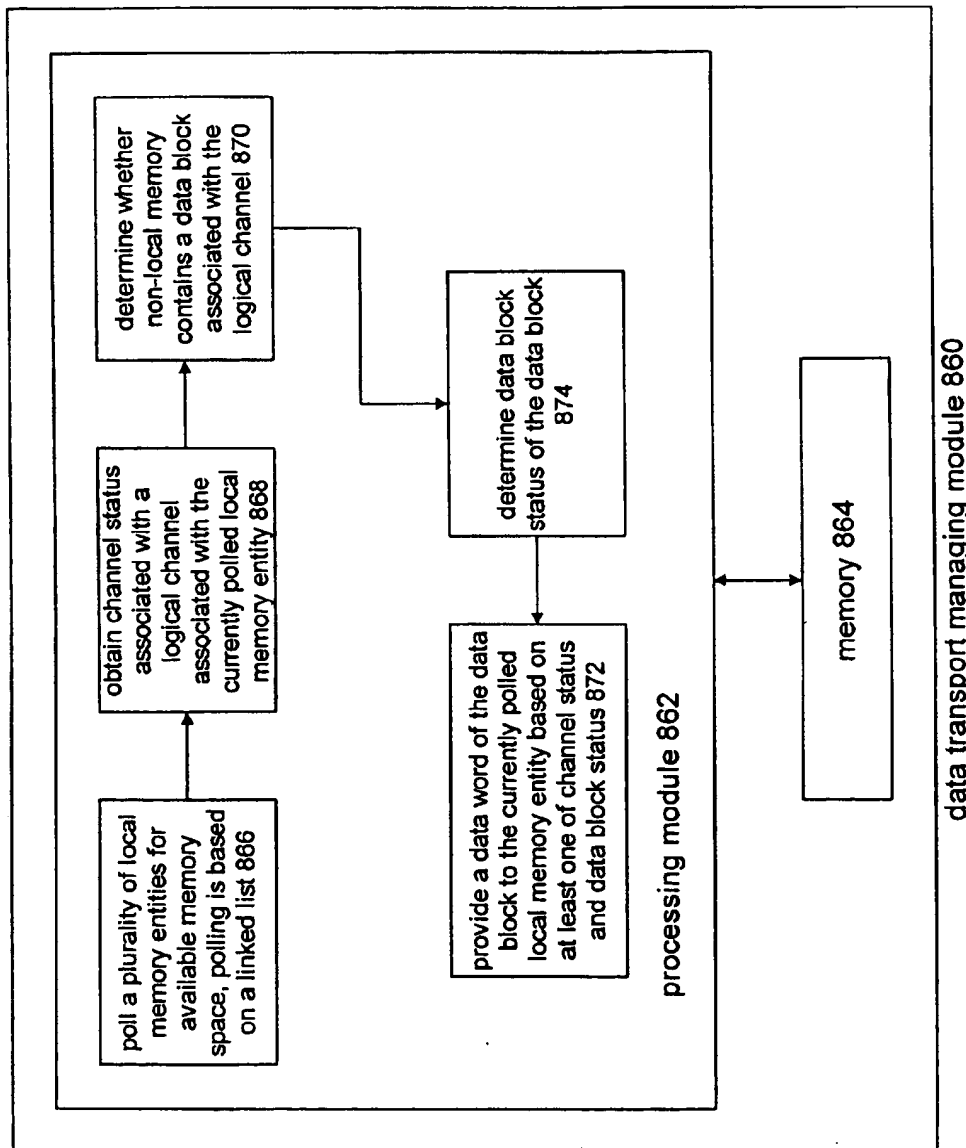 poll a plurality of local
memory entities for
available memory
space, polling is based
on a linked list 866
obtain channel status
associated with a
logical channel
associated with the
currently polled local
memory entity 868
determine whether
non-local memory
contains a data block
associated with the
logical channel 870
provide a data word of the data
block to the currently polled
local memory entity based on
at least one of channel status
and data block status 872
determine data block
status of the data block
874
processing module 862
memory 864
data transport managing module 860